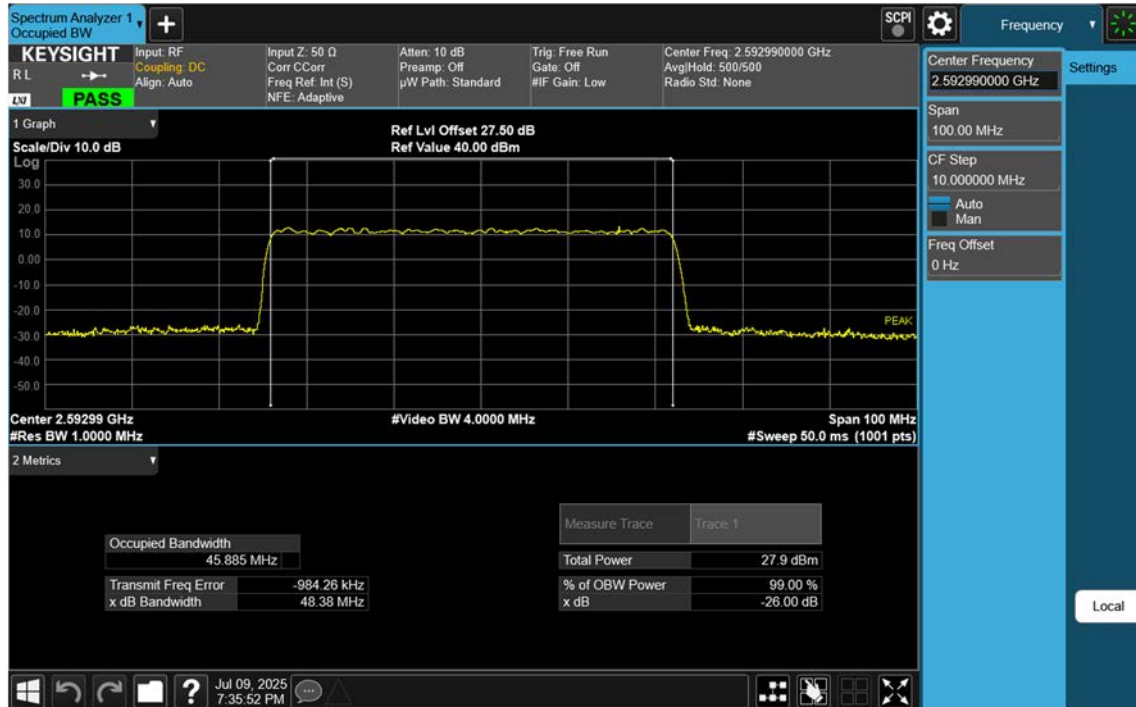 Spectrum Analyzer 1
Occupied BW
SCPI
Frequency
KEYSIGHT
R L
LXI
PASS
Input: RF
Coupling: DC
Align: Auto
Input Z: 50 Ω
Corr CCorr
Freq Ref: Int (S)
NFE: Adaptive
Atten: 10 dB
Preamp: Off
µW Path: Standard
Trig: Free Run
Gate: Off
#IF Gain: Low
Center Freq: 2.592990000 GHz
Avg|Hold: 500/500
Radio Std: None
Center Frequency
2.592990000 GHz
Settings
Span
100.00 MHz
CF Step
10.000000 MHz
Auto
Man
Freq Offset
0 Hz
Local
1 Graph
Scale/Div 10.0 dB
Ref Lvl Offset 27.50 dB
Ref Value 40.00 dBm
Log
30.0
20.0
10.0
0.00
-10.0
-20.0
-30.0
-40.0
-50.0
PEAK
Center 2.59299 GHz
#Video BW 4.0000 MHz
Span 100 MHz
#Res BW 1.0000 MHz
#Sweep 50.0 ms (1001 pts)
2 Metrics
Measure Trace
Trace 1
Occupied Bandwidth
45.885 MHz
Total Power 27.9 dBm
Transmit Freq Error -984.26 kHz
% of OBW Power 99.00 %
x dB Bandwidth 48.38 MHz
x dB -26.00 dB
?
Jul 09, 2025
7:35:52 PM